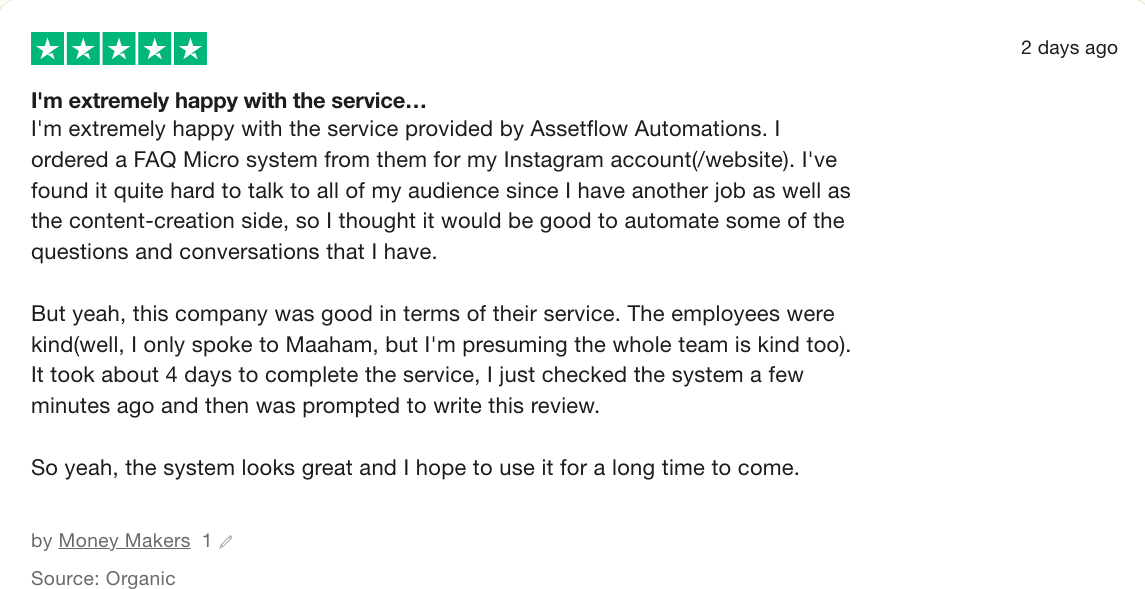 2 days ago
I'm extremely happy with the service...
I'm extremely happy with the service provided by Assetflow Automations. I
ordered a FAQ Micro system from them for my Instagram account(/website). I've
found it quite hard to talk to all of my audience since I have another job as well as
the content-creation side, so I thought it would be good to automate some of the
questions and conversations that I have.
But yeah, this company was good in terms of their service. The employees were
kind(well, I only spoke to Maaham, but I'm presuming the whole team is kind too).
It took about 4 days to complete the service, I just checked the system a few
minutes ago and then was prompted to write this review.
So yeah, the system looks great and I hope to use it for a long time to come.
by Money Makers 1
Source: Organic